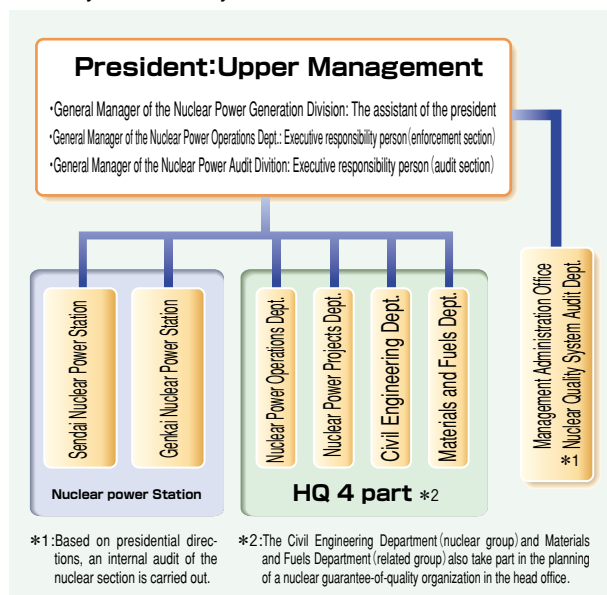 President:Upper Management
・General Manager of the Nuclear Power Generation Division: The assistant of the president
・General Manager of the Nuclear Power Operations Dept.: Executive responsibility person(enforcement section)
・General Manager of the Nuclear Power Audit Divition: Executive responsibility person(audit section)
Sendai Nuclear Power Station
Genkai Nuclear Power Station
Nuclear power Station
Nuclear Power Operations Dept.
Nuclear Power Projects Dept.
Civil Engineering Dept.
Materials and Fuels Dept.
HQ 4 part *2
Management Administration Office
Nuclear Quality System Audit Dept.
*1
*1:Based on presidential direc-
tions, an internal audit of the
nuclear section is carried out.
*2:The Civil Engineering Department(nuclear group)and Materials
and Fuels Department(related group)also take part in the planning
of a nuclear guarantee-of-quality organization in the head office.